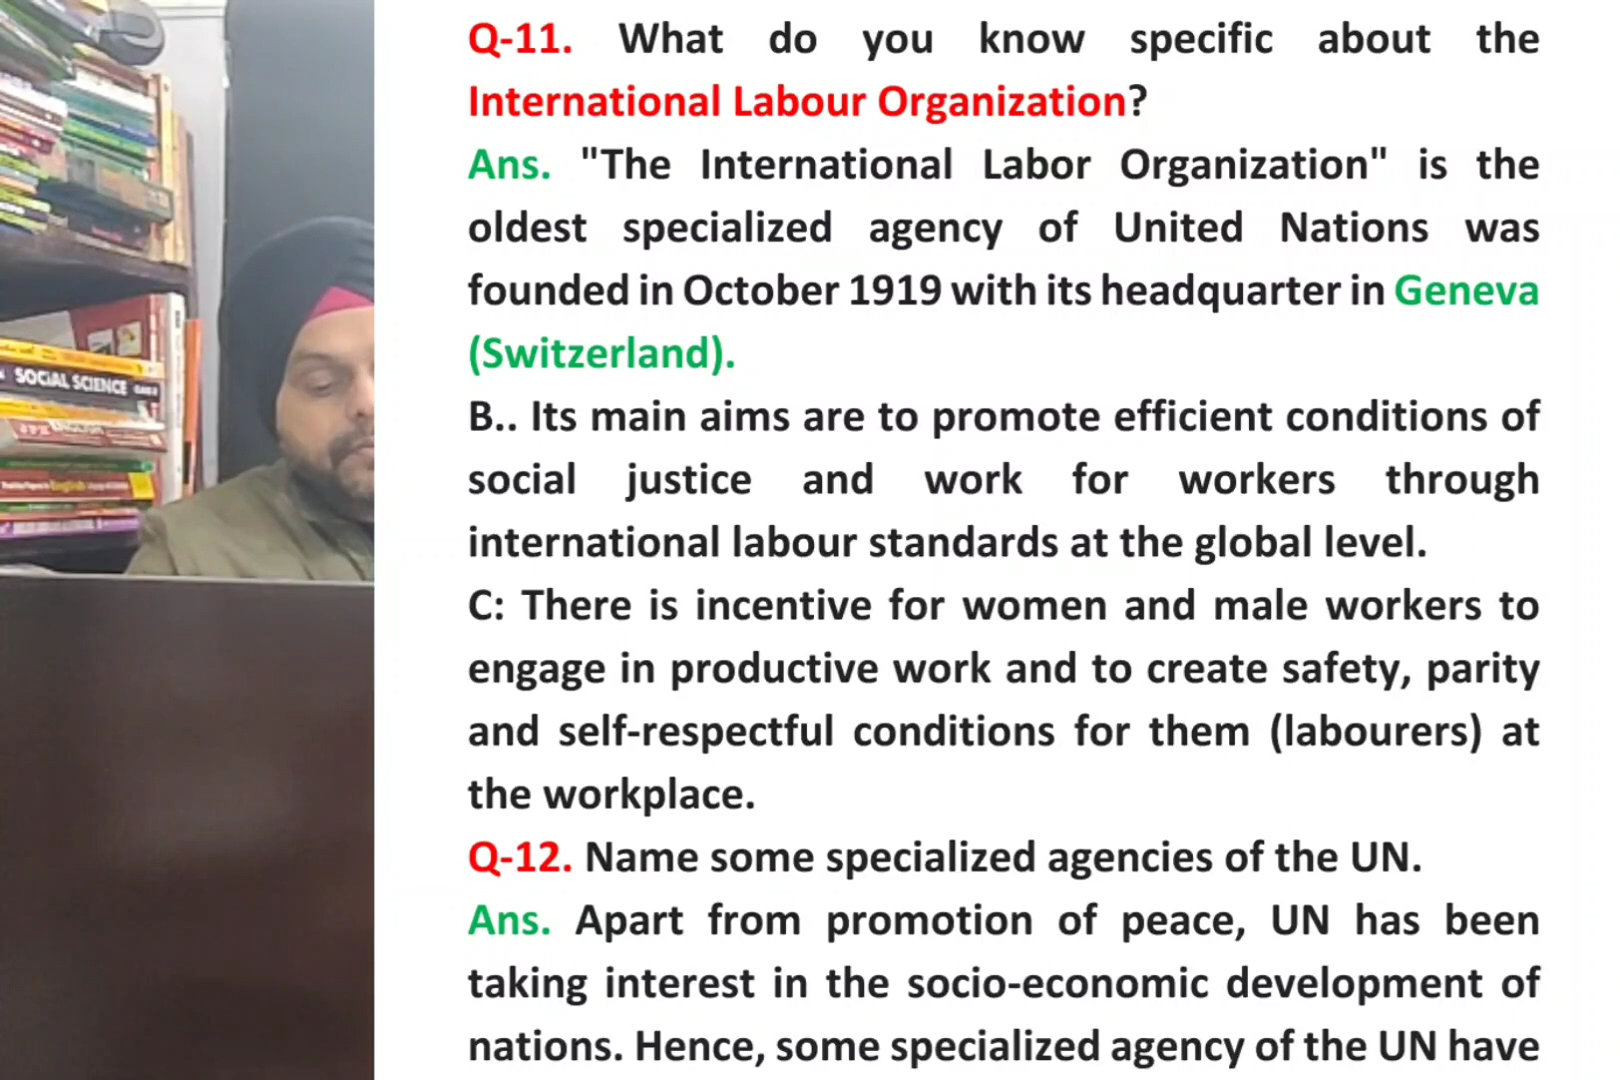 Q-11. What do you know specific about the
International Labour Organization?
Ans. "The International Labor Organization" is the
oldest specialized agency of United Nations was
founded in October 1919 with its headquarter in Geneva
(Switzerland).
B.. Its main aims are to promote efficient conditions of
social justice and work for workers through
international labour standards at the global level.
C: There is incentive for women and male workers to
engage in productive work and to create safety, parity
and self-respectful conditions for them (labourers) at
the workplace.
Q-12. Name some specialized agencies of the UN.
Ans. Apart from promotion of peace, UN has been
taking interest in the socio-economic development of
nations. Hence, some specialized agency of the UN have
SOCIAL SCIENCE
ENGLISH
English